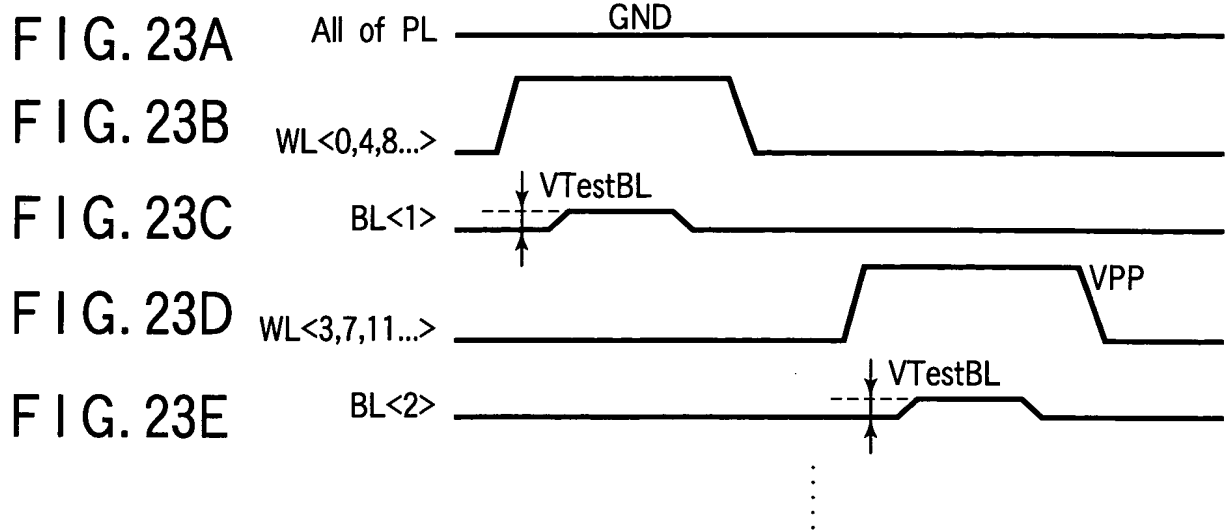 FIG. 23A All of PL GND
FIG. 23B WL<0,4,8...>
FIG. 23C BL<1> VTestBL
FIG. 23D WL<3,7,11...> VPP
FIG. 23E BL<2> VTestBL